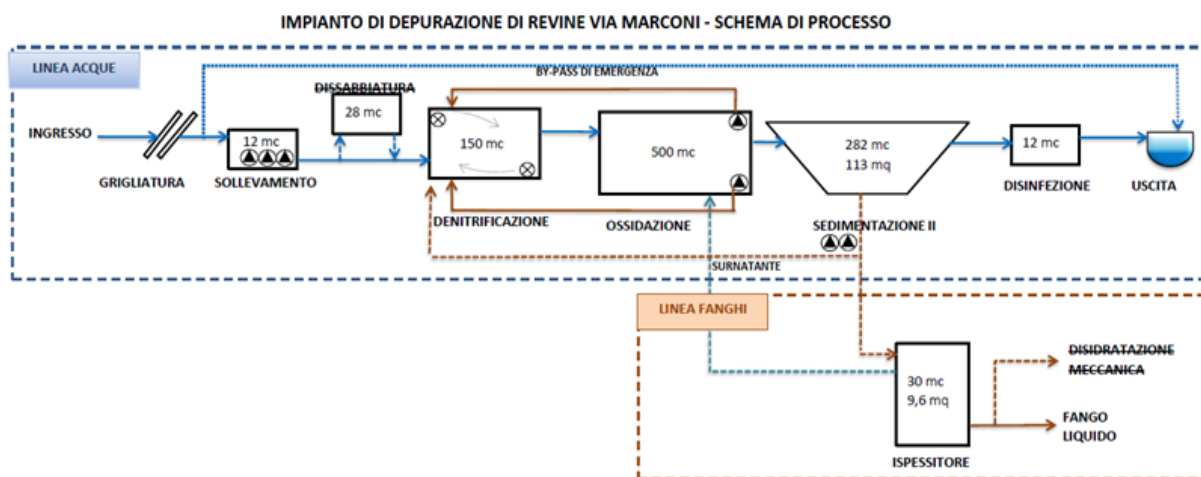 IMPIANTO DI DEPURAZIONE DI REVINE VIA MARCONI - SCHEMA DI PROCESSO
LINEA ACQUE
BY-PASS DI EMERGENZA
DISSABBIATURA
28 mc
INGRESSO
GRIGLIATURA
12 mc
SOLLEVAMENTO
150 mc
DENITRIFICAZIONE
500 mc
OSSIDAZIONE
282 mc
113 mq
SEDIMENTAZIONE II
12 mc
DISINFEZIONE
USCITA
SURNATANTE
LINEA FANGHI
30 mc
9,6 mq
ISPESSITORE
DISIDRATAZIONE
MECCANICA
FANGO
LIQUIDO